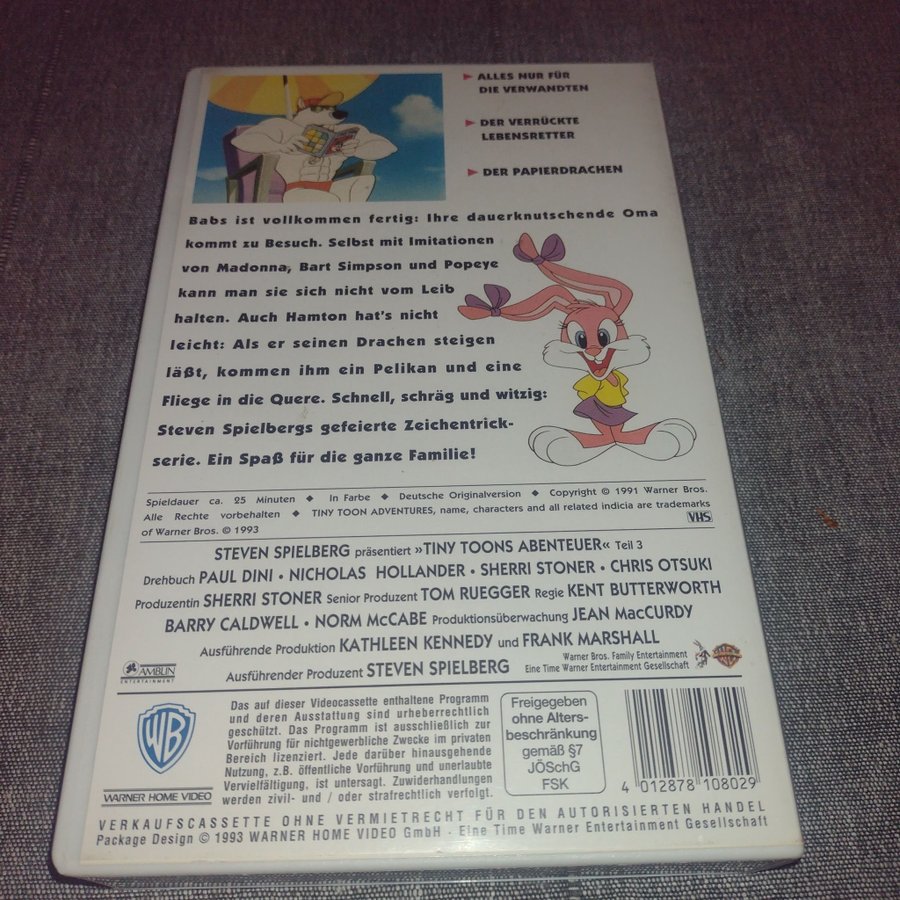 ► ALLES NUR FÜR
DIE VERWANDTEN
► DER VERRÜCKTE
LEBENSRETTER
► DER PAPIERDRACHEN
Babs ist vollkommen fertig: Ihre dauerknutschende Oma
kommt zu Besuch. Selbst mit Imitationen
von Madonna, Bart Simpson und Popeye
kann man sie sich nicht vom Leib
halten. Auch Hamton hat's nicht
leicht: Als er seinen Drachen steigen
läßt, kommen ihm ein Pelikan und eine
Fliege in die Quere. Schnell, schräg und witzig:
Steven Spielbergs gefeierte Zeichentrick-
serie. Ein Spaß für die ganze Familie!
Spieldauer ca. 25 Minuten ◆ In Farbe ◆ Deutsche Originalversion ◆ Copyright © 1991 Warner Bros.
Alle Rechte vorbehalten ◆ TINY TOON ADVENTURES, name, characters and all related indicia are trademarks
of Warner Bros. © 1993
VHS
STEVEN SPIELBERG präsentiert »TINY TOONS ABENTEUER« Teil 3
Drehbuch PAUL DINI • NICHOLAS HOLLANDER • SHERRI STONER • CHRIS OTSUKI
Produzentin SHERRI STONER Senior Produzent TOM RUEGGER Regie KENT BUTTERWORTH
BARRY CALDWELL • NORM McCABE Produktionsüberwachung JEAN MacCURDY
Ausführende Produktion KATHLEEN KENNEDY und FRANK MARSHALL
Ausführender Produzent STEVEN SPIELBERG
AMBLIN
ENTERTAINMENT
Warner Bros. Family Entertainment
Eine Time Warner Entertainment Gesellschaft
WB
WARNER HOME VIDEO
Das auf dieser Videocassette enthaltene Programm
und deren Ausstattung sind urheberrechtlich
geschützt. Das Programm ist ausschließlich zur
Vorführung für nichtgewerbliche Zwecke im privaten
Bereich lizenziert. Jede darüber hinausgehende
Nutzung, z.B. öffentliche Vorführung und unerlaubte
Vervielfältigung, ist untersagt. Zuwiderhandlungen
werden zivil- und / oder strafrechtlich verfolgt.
Freigegeben
ohne Alters-
beschränkung
gemäß §7
JÖSchG
FSK
4 012878 108029
VERKAUFSCASSETTE OHNE VERMIETRECHT FÜR DEN AUTORISIERTEN HANDEL
Package Design © 1993 WARNER HOME VIDEO GmbH - Eine Time Warner Entertainment Gesellschaft